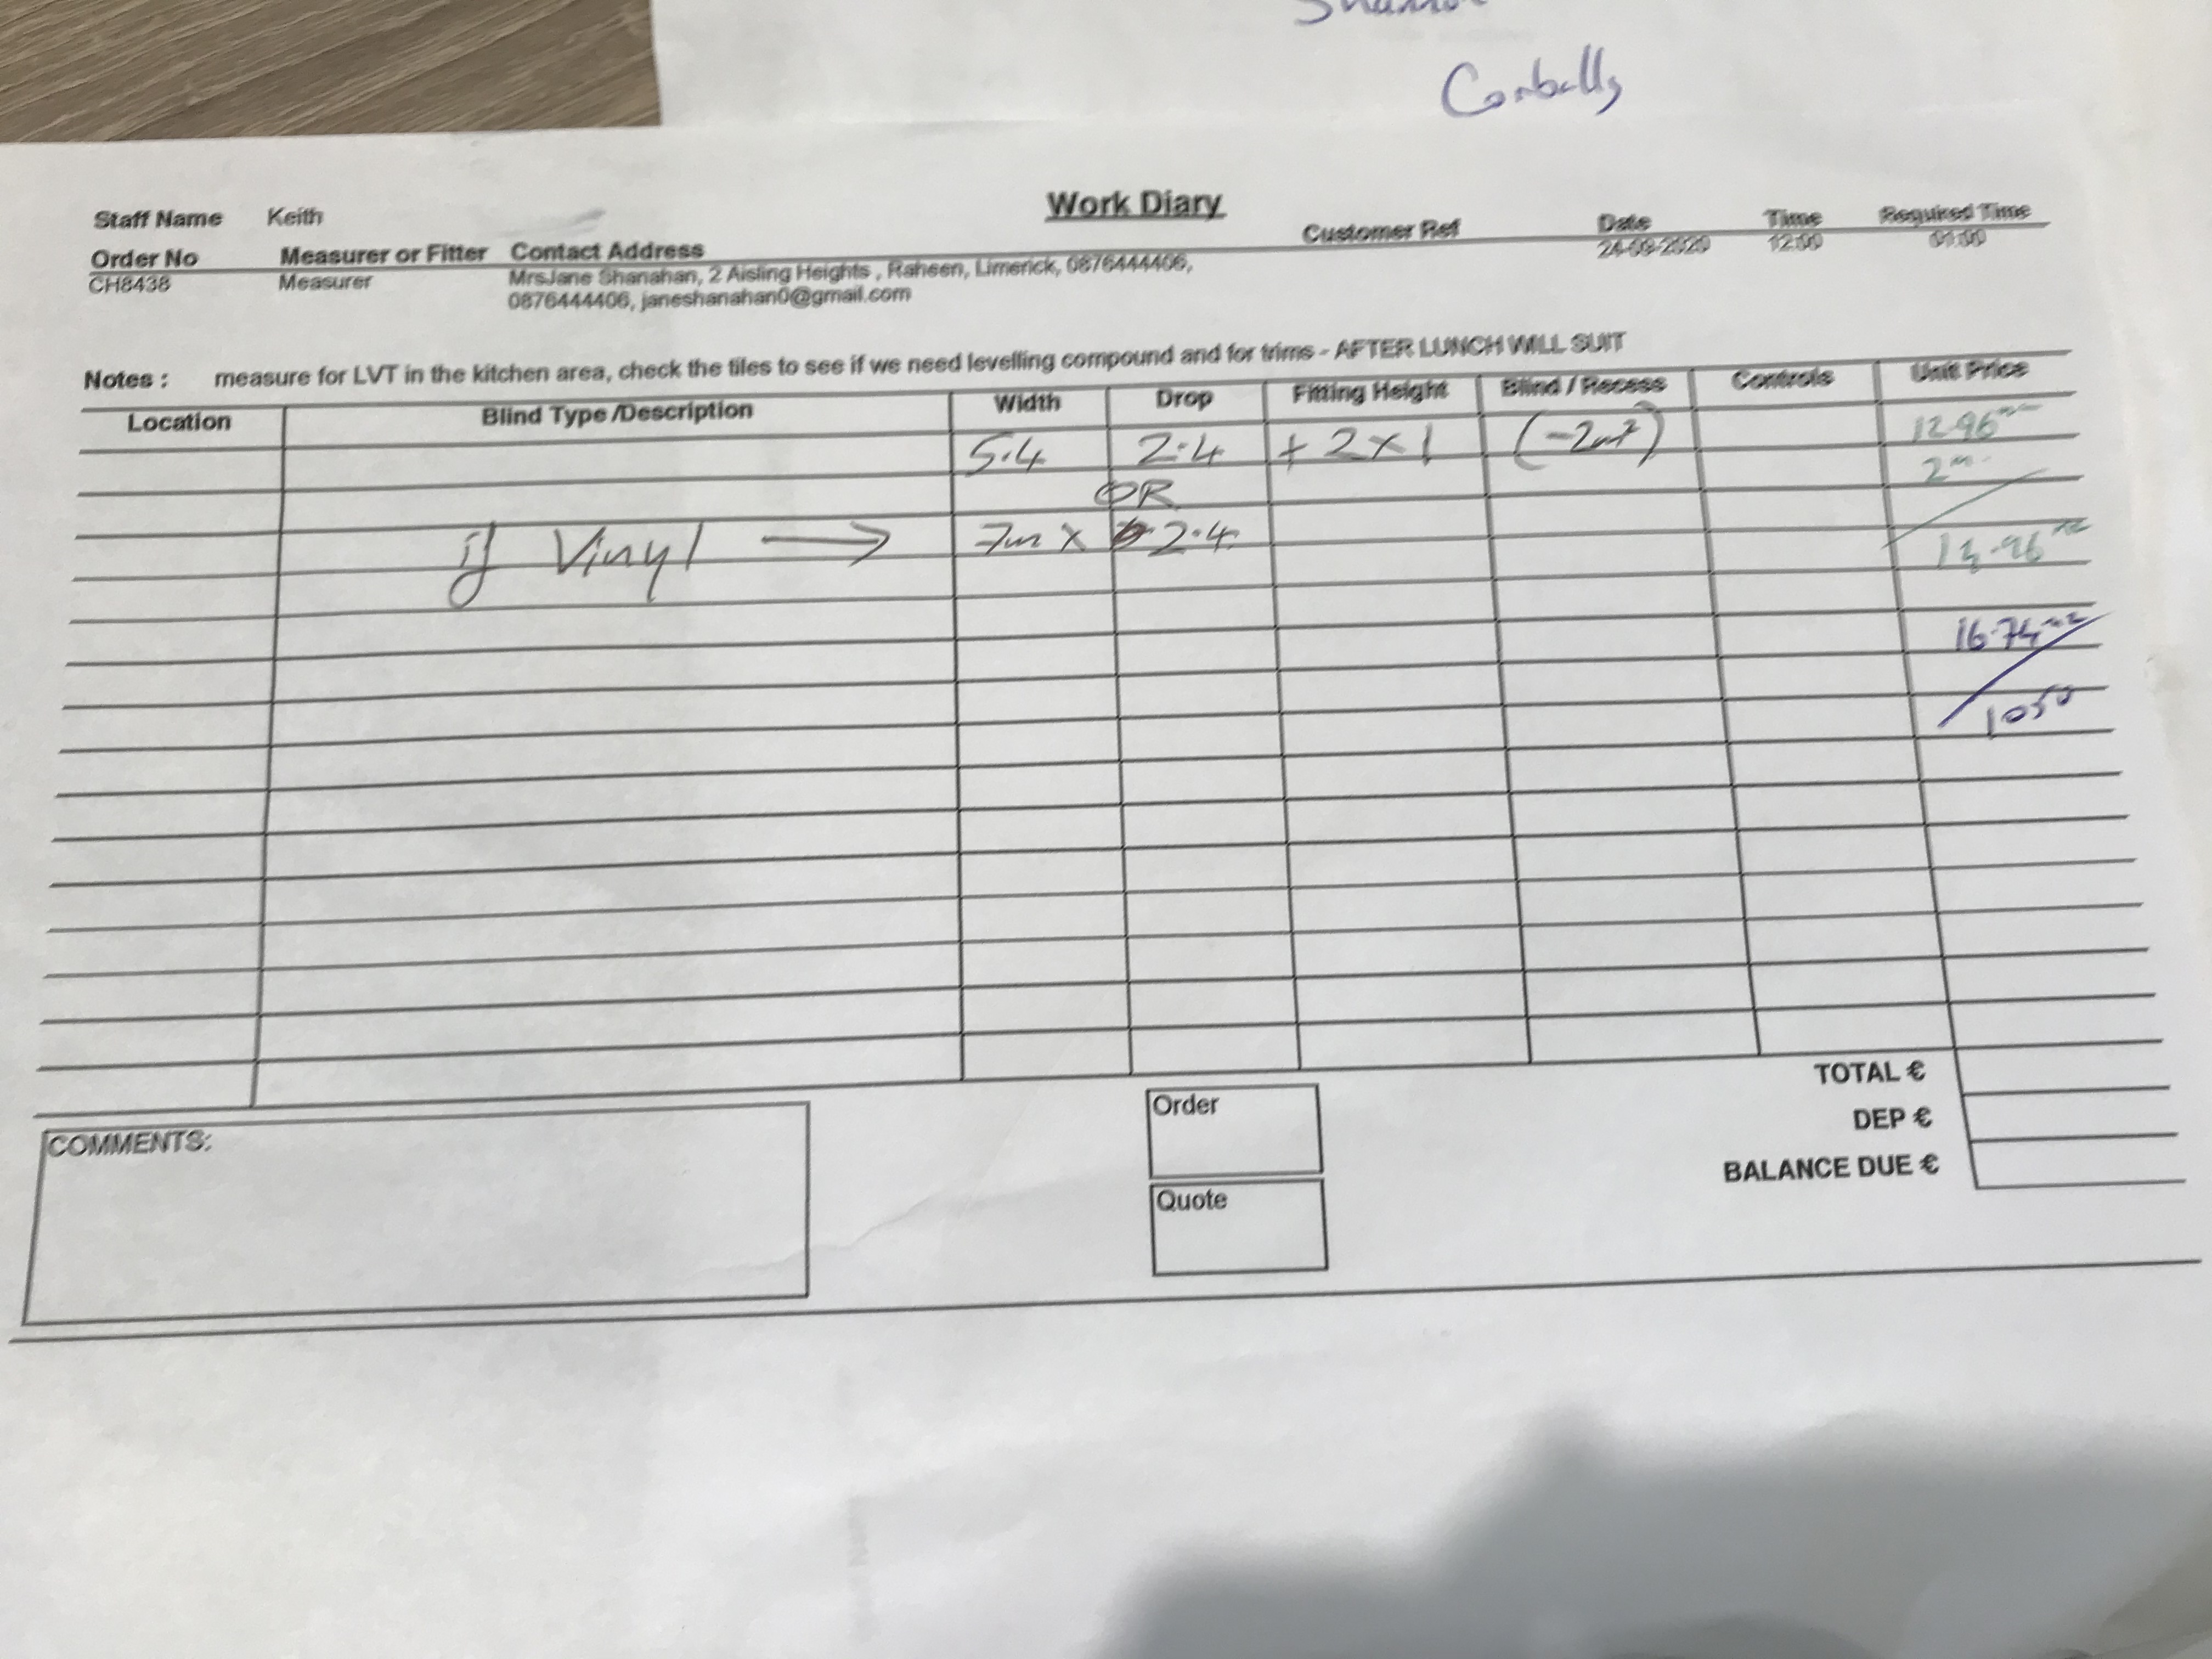 Corbally
Work Diary
Staff Name Keith
Customer Ref Date Time Required Time
Order No Measurer or Fitter Contact Address
24-09-2020 12:00 01:00
CH8438 Measurer MrsJane Shanahan, 2 Aisling Heights , Raheen, Limerick, 0876444406,
0876444406, janeshanahan0@gmail.com
Notes : measure for LVT in the kitchen area, check the tiles to see if we need levelling compound and for trims - AFTER LUNCH WILL SUIT
Location Blind Type /Description Width Drop Fitting Height Blind / Recess Controls Unit Price
5.4 2.4 + 2 x 1 (-2m²) 12.96
2m
OR
if Vinyl → 7m x 2.4
16.74
1050
TOTAL €
DEP €
BALANCE DUE €
COMMENTS:
Order
Quote